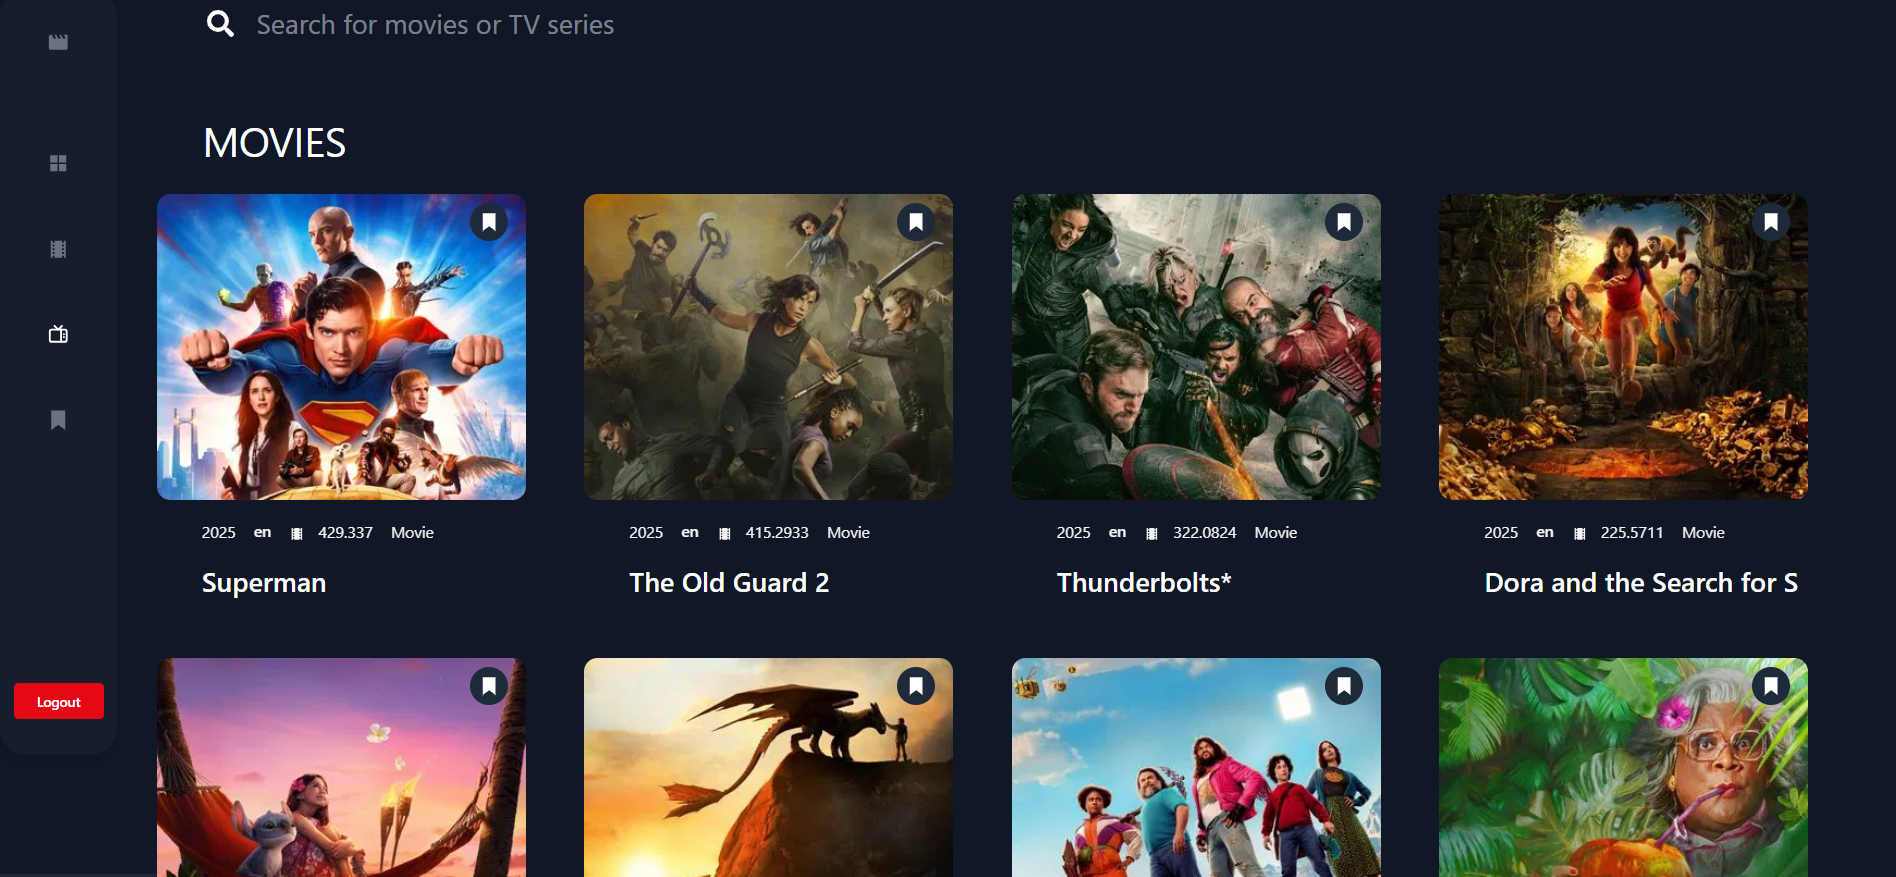 Search for movies or TV series
MOVIES
2025 en 429.337 Movie
Superman
2025 en 415.2933 Movie
The Old Guard 2
2025 en 322.0824 Movie
Thunderbolts*
2025 en 225.5711 Movie
Dora and the Search for S
Logout